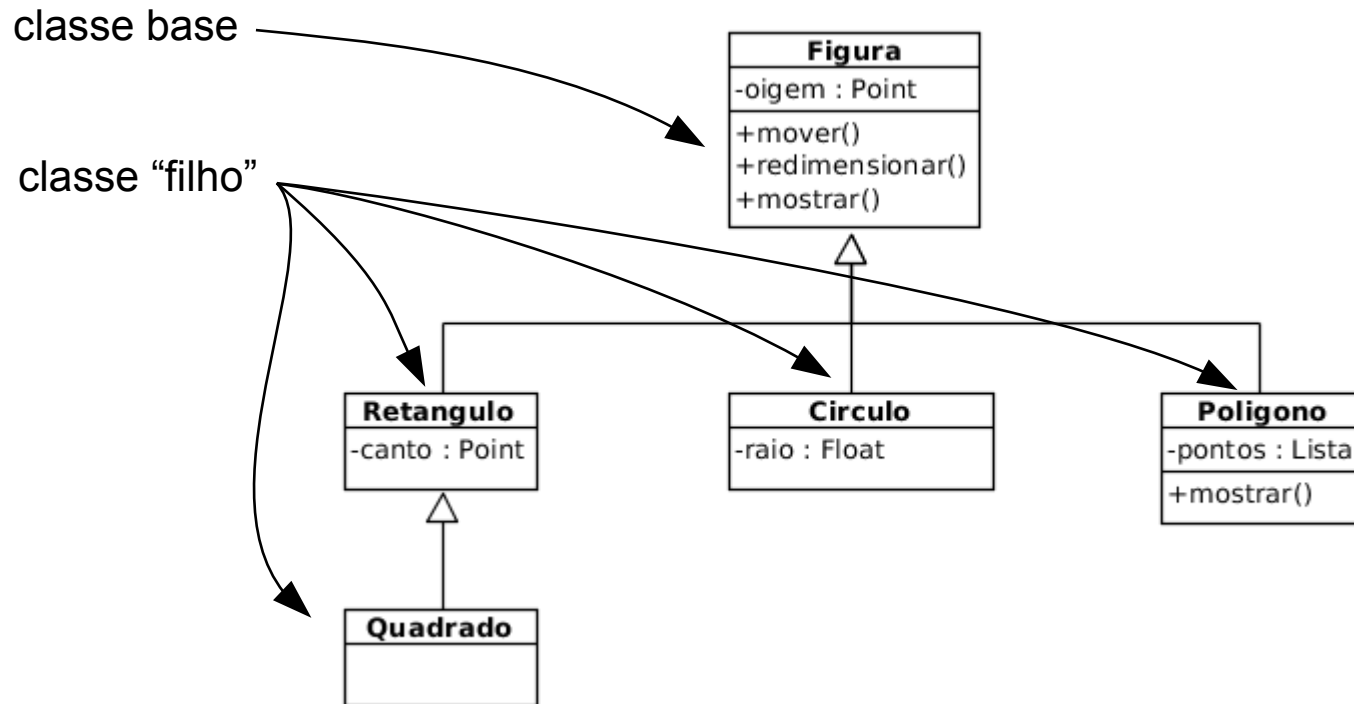 classe base
Figura
-oigem : Point
+mover()
+redimensionar()
+mostrar()
classe “filho”
Retangulo
-canto : Point
Circulo
-raio : Float
Poligono
-pontos : Lista
+mostrar()
Quadrado